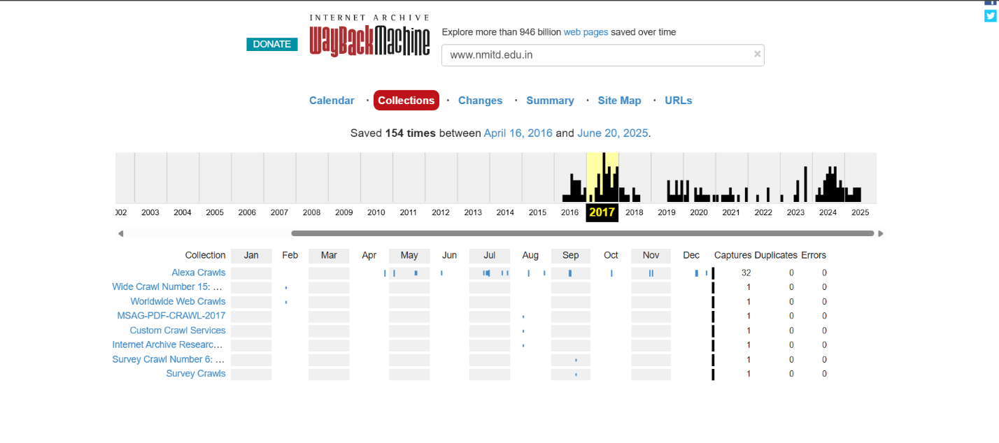 INTERNET ARCHIVE
WayBackMachine
DONATE
Explore more than 946 billion web pages saved over time
www.nmitd.edu.in ×
Calendar · Collections · Changes · Summary · Site Map · URLs
Saved 154 times between April 16, 2016 and June 20, 2025.
002 2003 2004 2005 2006 2007 2008 2009 2010 2011 2012 2013 2014 2015 2016 2017 2018 2019 2020 2021 2022 2023 2024 2025
Collection Jan Feb Mar Apr May Jun Jul Aug Sep Oct Nov Dec Captures Duplicates Errors
Alexa Crawls 32 0 0
Wide Crawl Number 15: … 1 0 0
Worldwide Web Crawls 1 0 0
MSAG-PDF-CRAWL-2017 1 0 0
Custom Crawl Services 1 0 0
Internet Archive Researc… 1 0 0
Survey Crawl Number 6: … 1 0 0
Survey Crawls 1 0 0